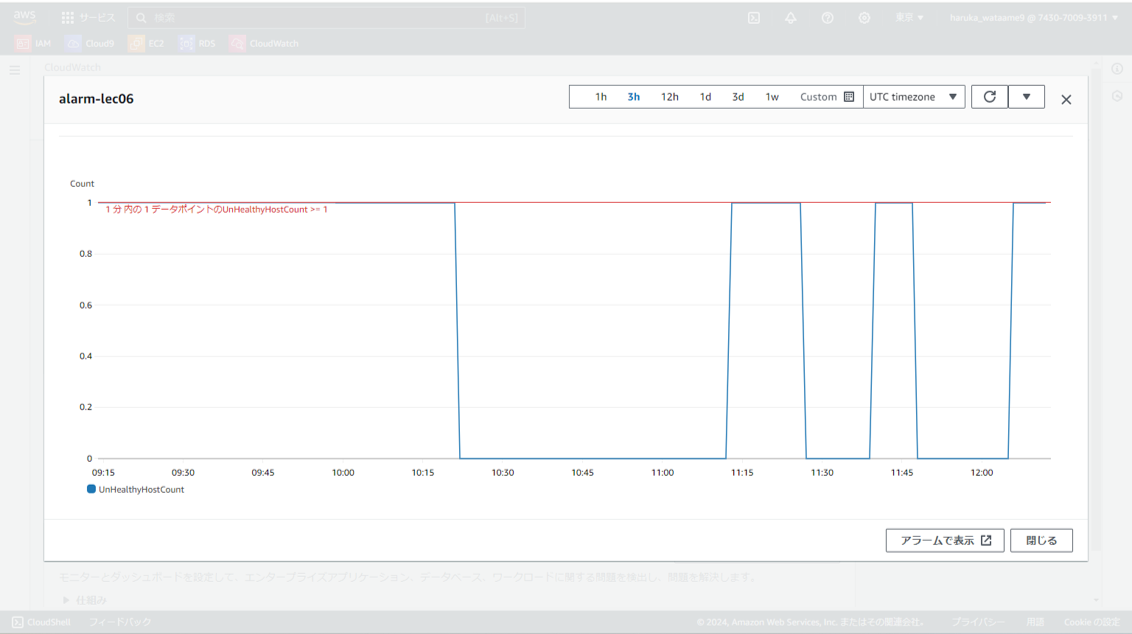 aws サービス 検索 [Alt+S] 東京 ▼ haruka_wataame9 @ 7430-7009-3911 ▼
IAM Cloud9 EC2 RDS CloudWatch
CloudWatch
alarm-lec06 1h 3h 12h 1d 3d 1w Custom UTC timezone ▼
Count
1
1 分 内の 1 データポイントのUnHealthyHostCount >= 1
0.8
0.6
0.4
0.2
0
09:15 09:30 09:45 10:00 10:15 10:30 10:45 11:00 11:15 11:30 11:45 12:00
UnHealthyHostCount
アラームで表示 閉じる
モニターとダッシュボードを設定して、エンタープライズアプリケーション、データベース、ワークロードに関する問題を検出し、問題を解決します。
▶ 仕組み
CloudShell フィードバック © 2024, Amazon Web Services, Inc. またはその関連会社。 プライバシー 用語 Cookie の設定